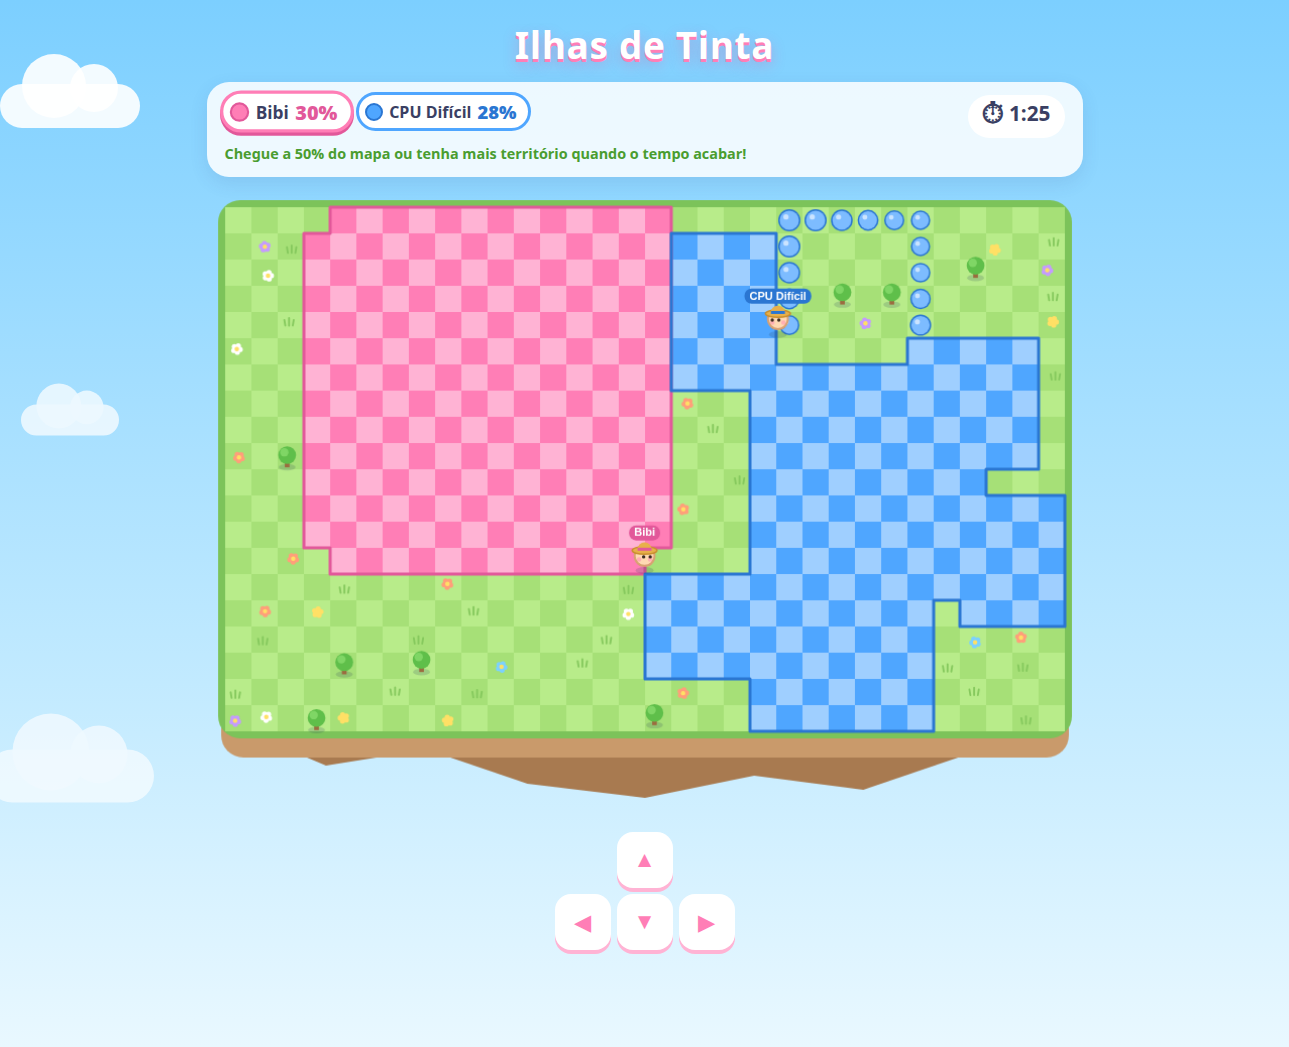 Ilhas de Tinta
Bibi 30%
CPU Difícil 28%
⏱ 1:25
Chegue a 50% do mapa ou tenha mais território quando o tempo acabar!
CPU Difícil
Bibi
▲
◀ ▼ ▶